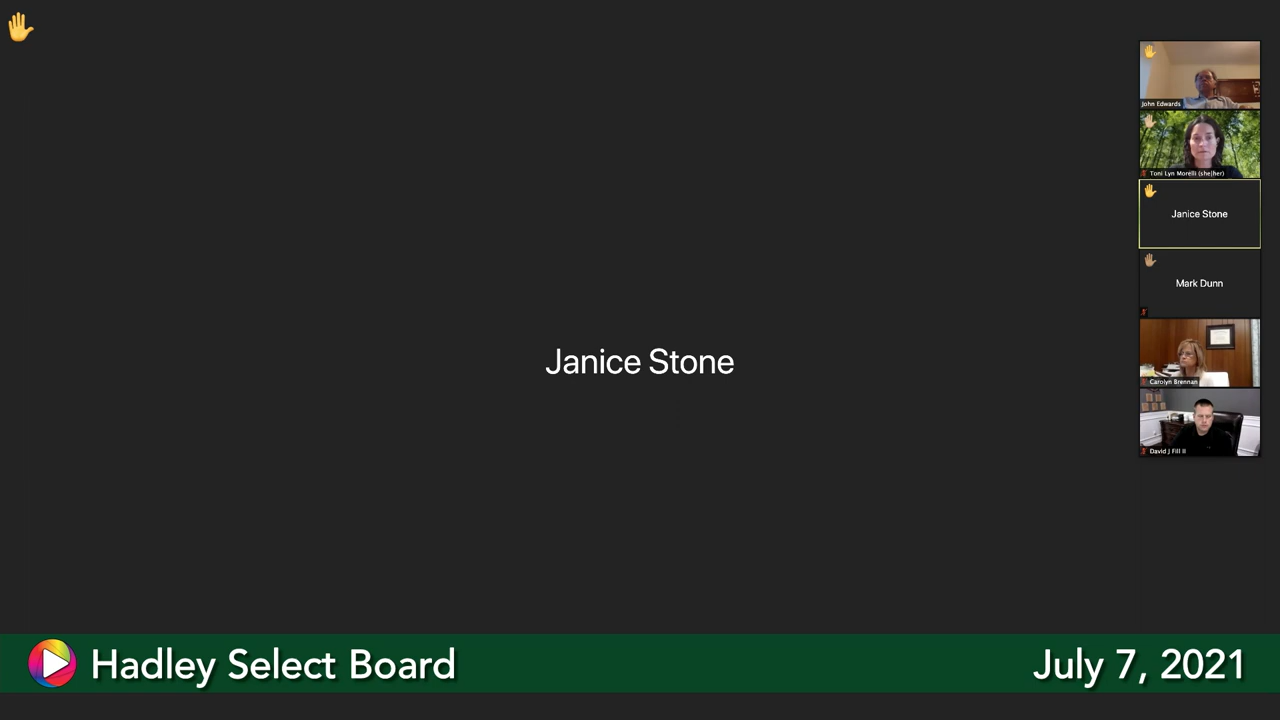 John Edwards
Toni Lyn Morelli (she|her)
Janice Stone
Mark Dunn
Carolyn Brennan
David J Fill II
Janice Stone
Hadley Select Board
July 7, 2021